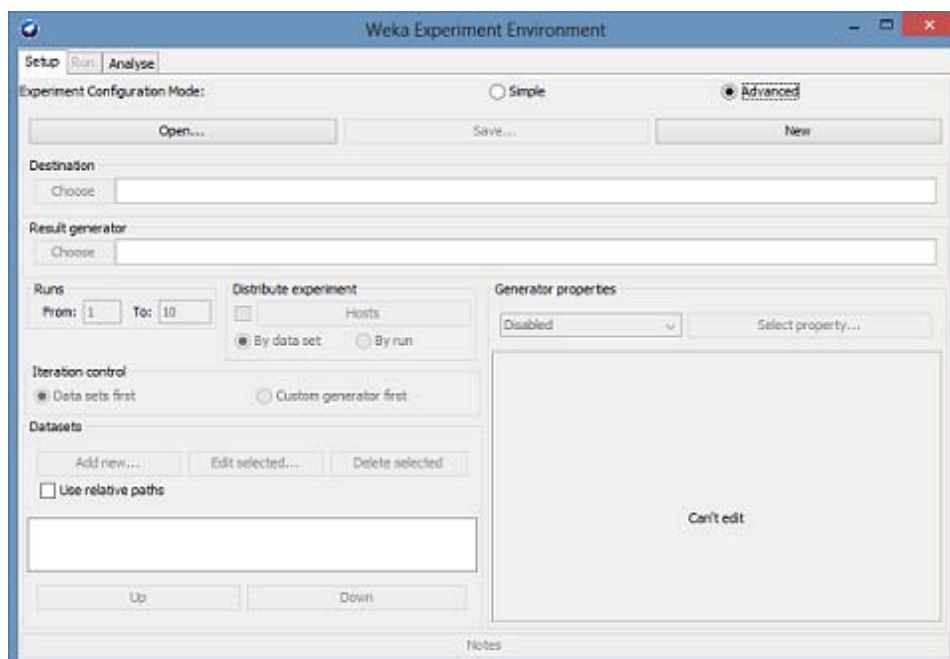 Weka Experiment Environment
Setup Run Analyse
Experiment Configuration Mode: Simple Advanced
Open... Save... New
Destination
Choose
Result generator
Choose
Runs Distribute experiment Generator properties
From: 1 To: 10 Hosts Disabled Select property...
By data set By run
Iteration control
Data sets first Custom generator first
Datasets
Add new... Edit selected... Delete selected
Use relative paths
Can't edit
Up Down
Notes